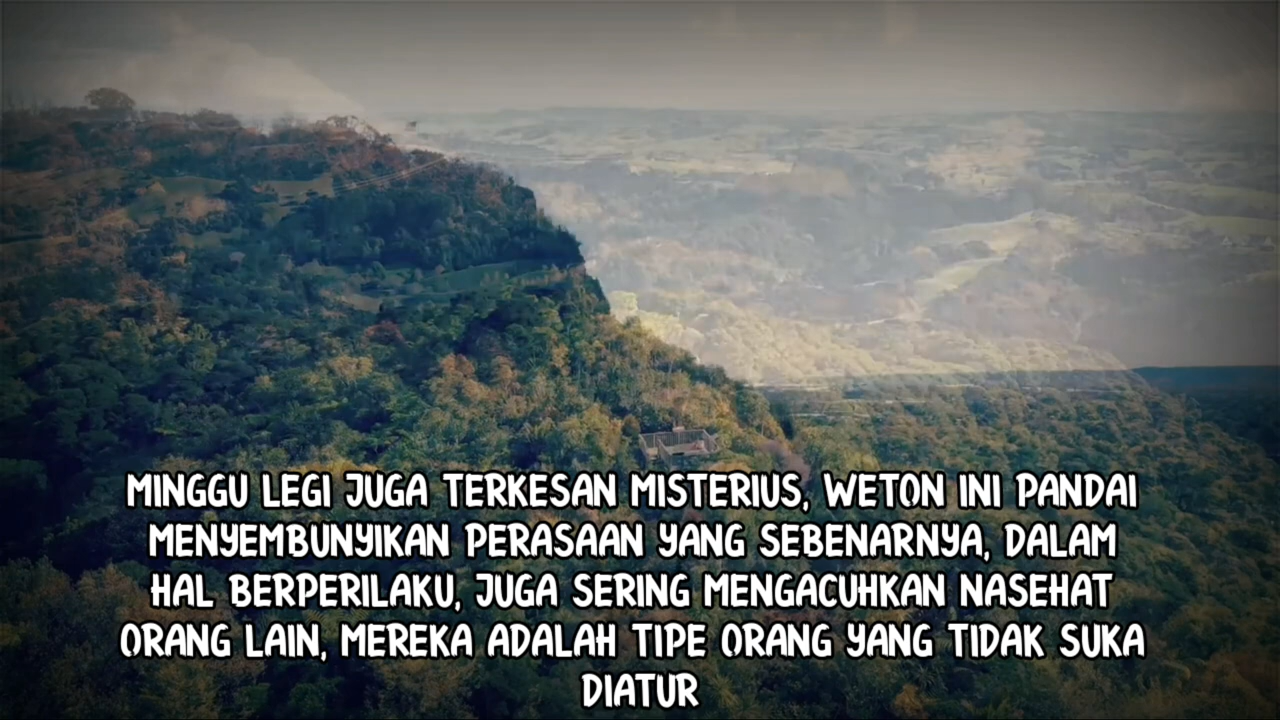 MINGGU LEGI JUGA TERKESAN MISTERIUS, WETON INI PANDAI
MENYEMBUNYIKAN PERASAAN YANG SEBENARNYA, DALAM
HAL BERPERILAKU, JUGA SERING MENGACUHKAN NASEHAT
ORANG LAIN, MEREKA ADALAH TIPE ORANG YANG TIDAK SUKA
DIATUR